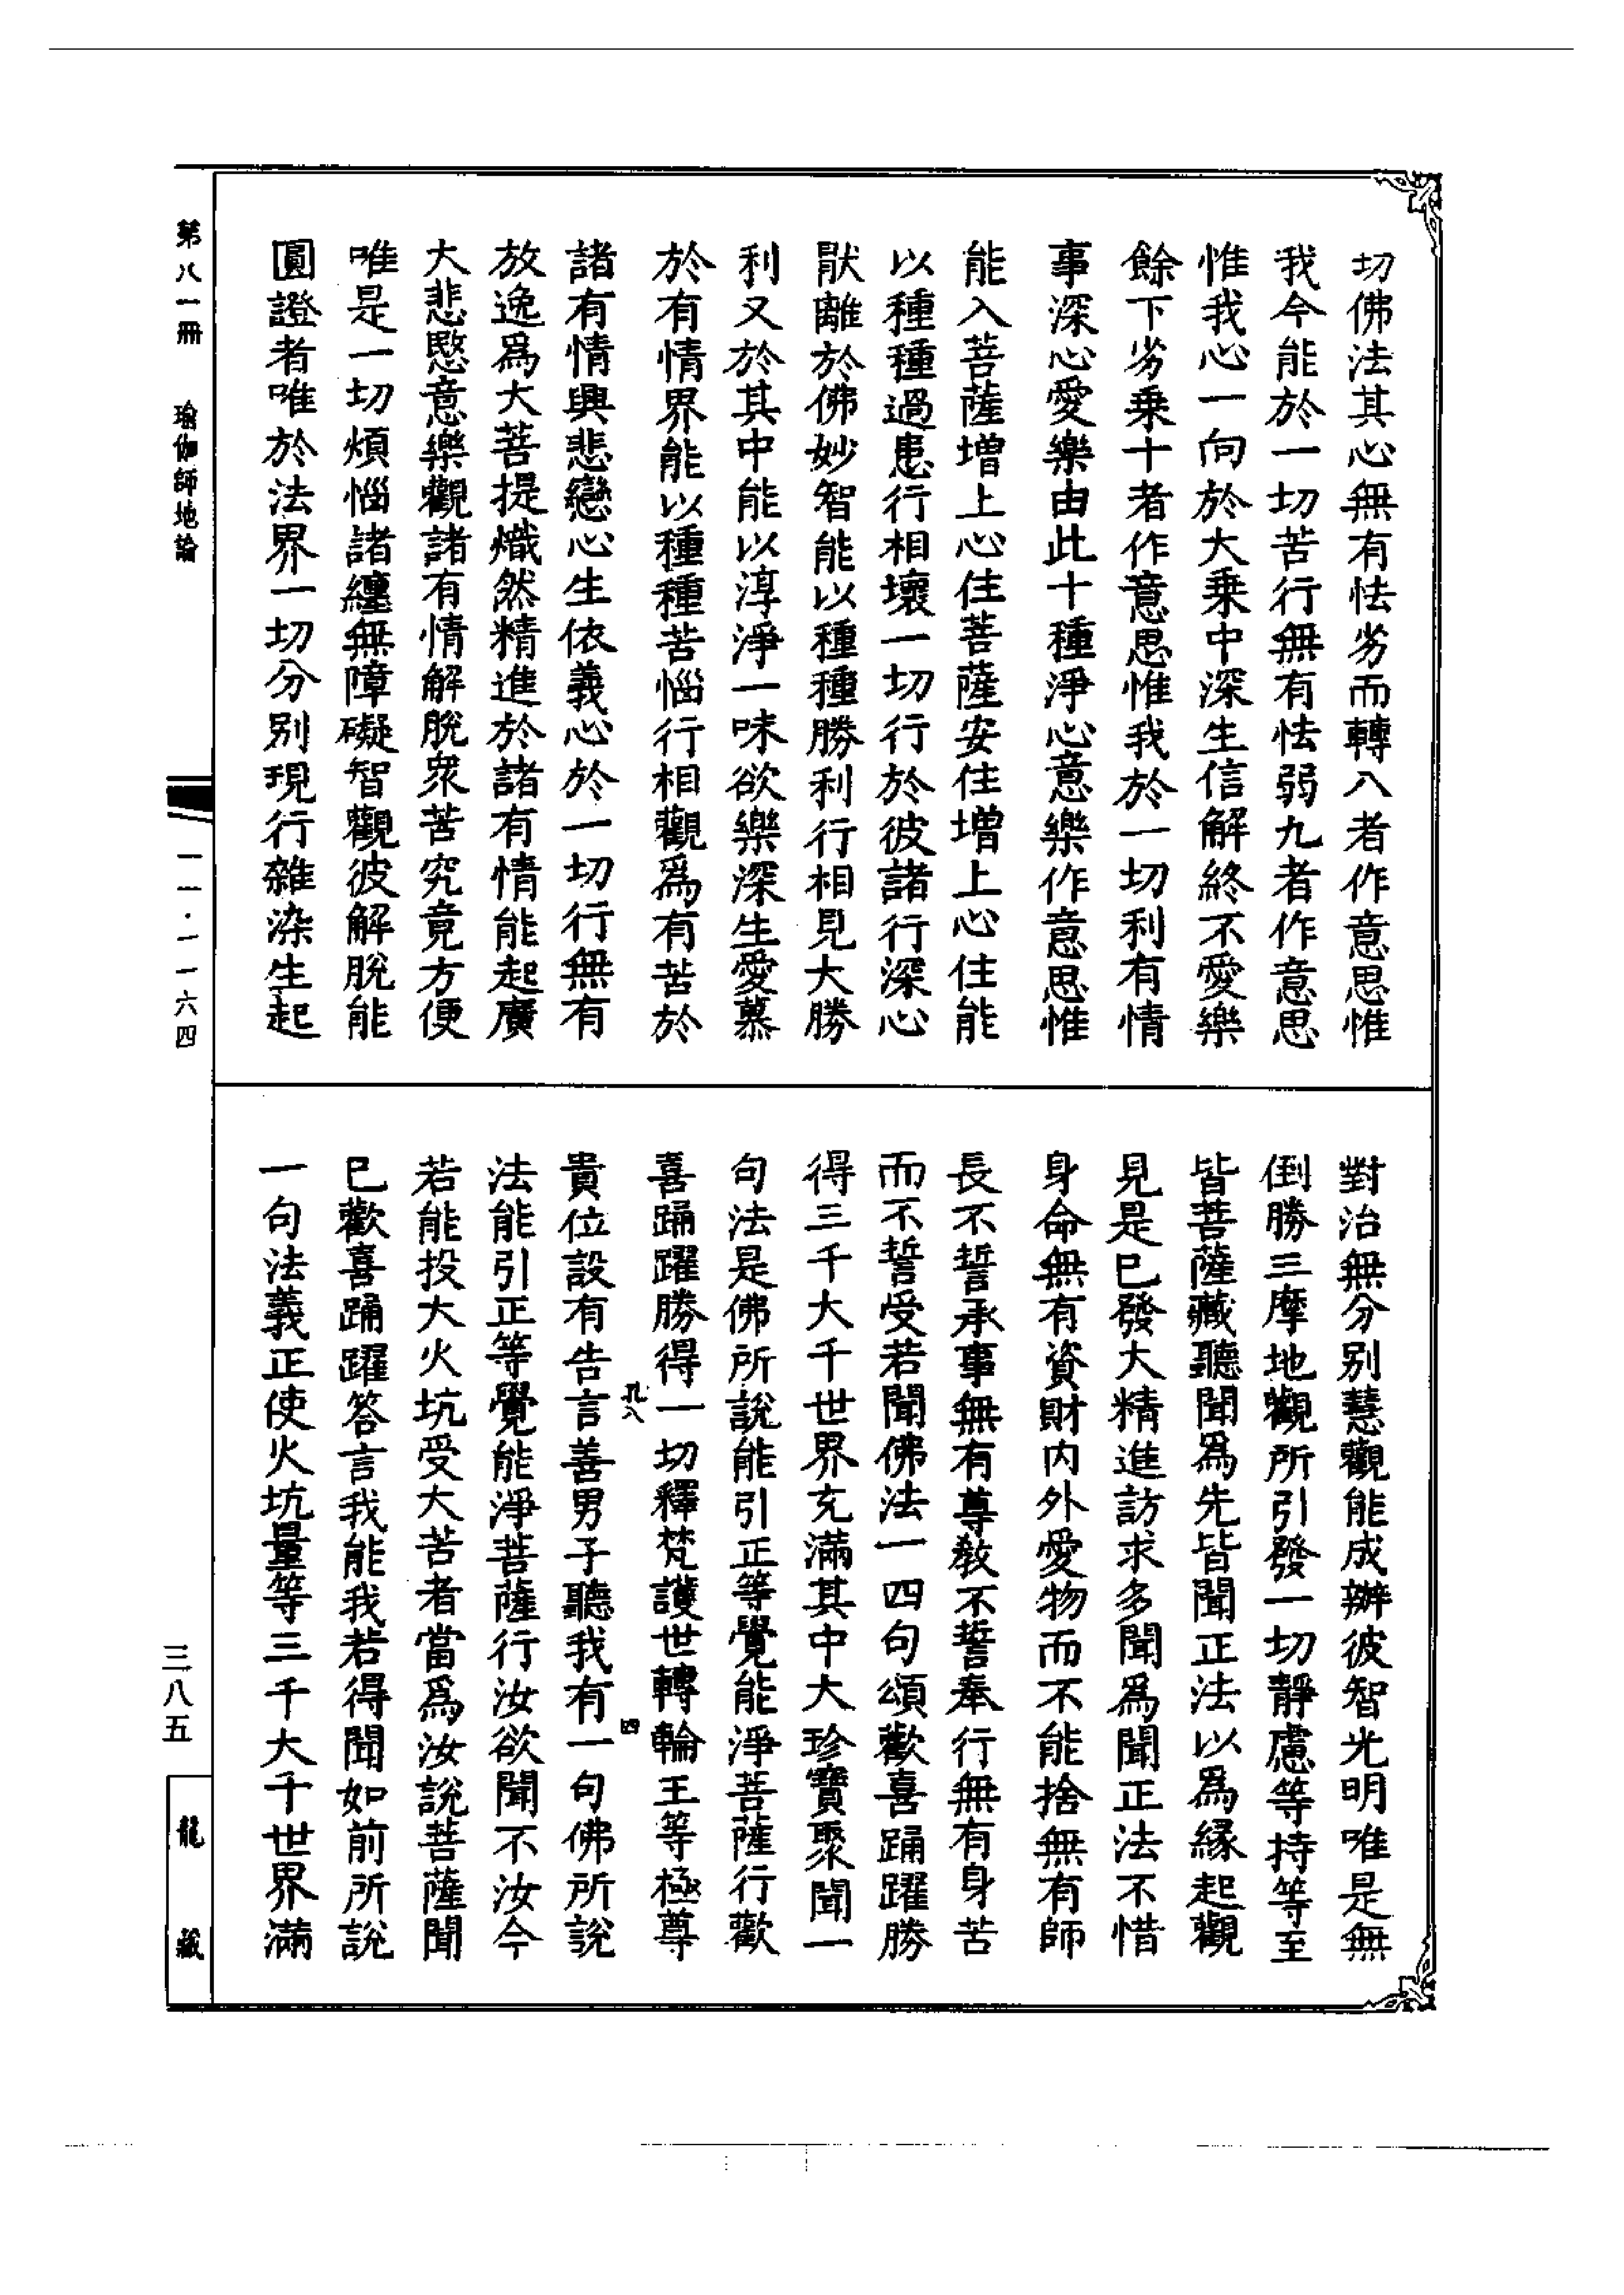 切佛法其心無有怯劣而轉入者作意思惟
我今能於一切苦行無有怯弱九者作意思
惟我心一向於大乗中深生信解終不愛樂
餘下劣乗十者作意思惟我於一切利有情
事深心愛樂由此十種淨心意樂作意思惟
能入菩薩增上心住菩薩安住增上心住能
以種種過患行相壞一切行於彼諸行深心
猒離於佛妙智能以種種勝利行相見大勝
利又於其中能以淳淨一味欲樂深生愛慕
於有情界能以種種苦惱行相觀爲有苦於
諸有情興悲戀心生依義心於一切行無有
放逸爲大菩提熾然精進於諸有情能起廣
大悲愍意樂觀諸有情解脫衆苦究竟方便
唯是一切煩惱諸纏無障礙智觀彼解脫能
圓證者唯於法界一切分別現行雜染生起
對治無分别慧觀能成辦彼智光明唯是無
倒勝三摩地觀所引發一切靜慮等持等至
皆菩薩藏聽聞爲先皆聞正法以爲緣起觀
見是已發大精進訪求多聞爲聞正法不惜
身命無有資財内外愛物而不能捨無有師
長不誓承事無有尊敎不誓奉行無有身苦
而不誓受若聞佛法一四句頌歡喜踊躍勝
得三千大千世界充滿其中大珍寶聚聞一
句法是佛所說能引正等覺能淨菩薩行歡
喜踊躍勝得一切釋梵護世轉輪王等極尊
孔八
四
貴位設有告言善男子聽我有一句佛所說
法能引正等覺能淨菩薩行汝欲聞不汝今
若能投大火坑受大苦者當爲汝說菩薩聞
已歡喜踊躍答言我能我若得聞如前所說
一句法義正使火坑量等三千大千世界滿
第八一冊 瑜伽師地論
一一·一一六四
三八五
龍藏